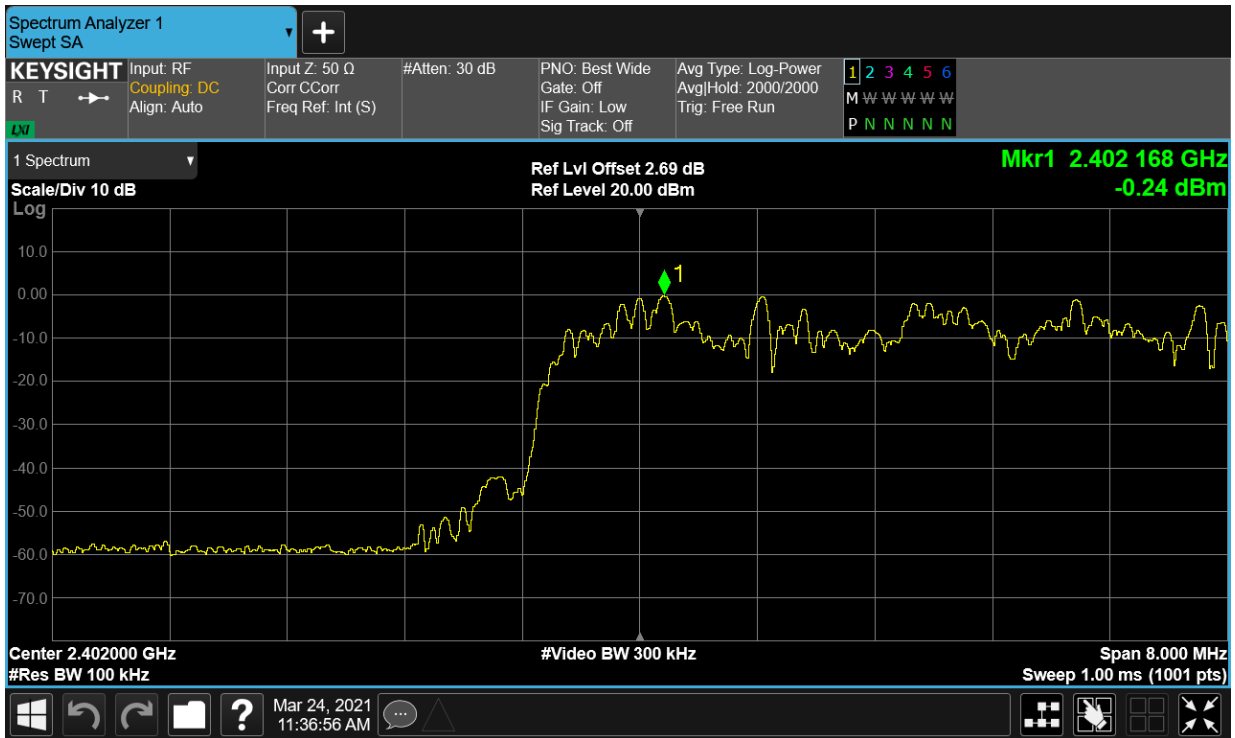 Spectrum Analyzer 1
Swept SA
KEYSIGHT
R T
LXI
Input: RF
Coupling: DC
Align: Auto
Input Z: 50 Ω
Corr CCorr
Freq Ref: Int (S)
#Atten: 30 dB
PNO: Best Wide
Gate: Off
IF Gain: Low
Sig Track: Off
Avg Type: Log-Power
Avg|Hold: 2000/2000
Trig: Free Run
1 2 3 4 5 6
M W W W W W
P N N N N N
1 Spectrum
Scale/Div 10 dB
Log
Ref Lvl Offset 2.69 dB
Ref Level 20.00 dBm
Mkr1 2.402 168 GHz
-0.24 dBm
1
10.0
0.00
-10.0
-20.0
-30.0
-40.0
-50.0
-60.0
-70.0
Center 2.402000 GHz
#Res BW 100 kHz
#Video BW 300 kHz
Span 8.000 MHz
Sweep 1.00 ms (1001 pts)
?
Mar 24, 2021
11:36:56 AM